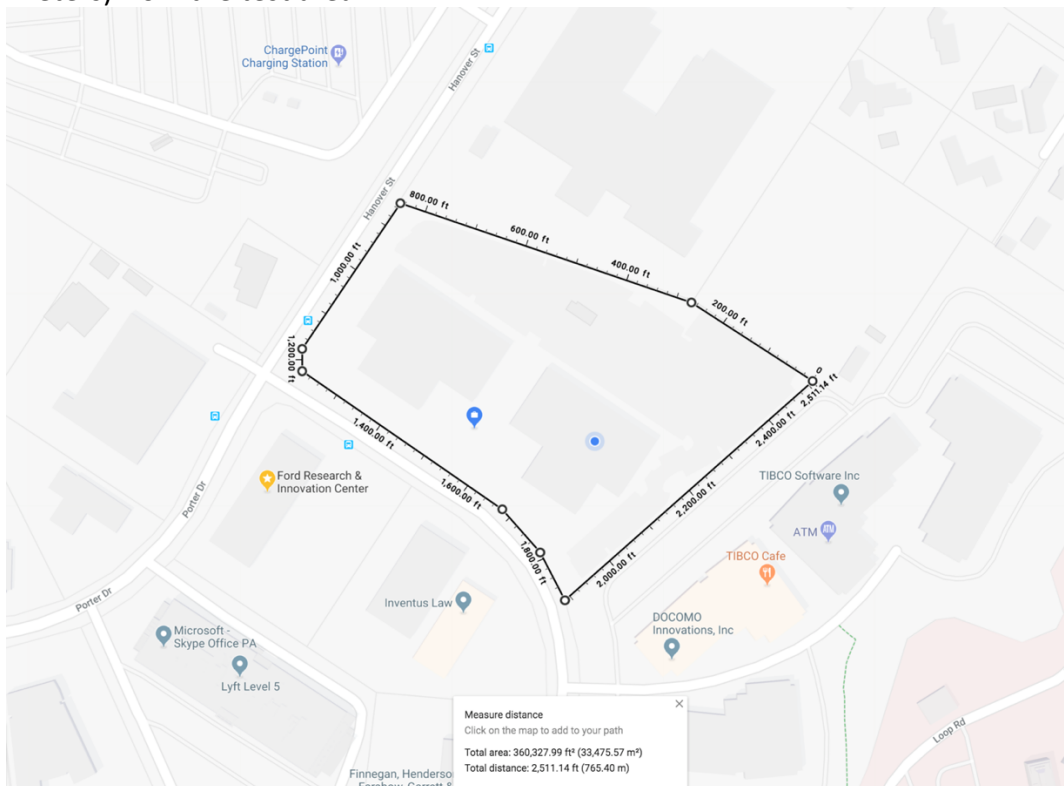 ChargePoint
Charging Station
Hanover St
Hanover St
800.00 ft
600.00 ft
400.00 ft
200.00 ft
0
2,511.14 ft
1,000.00 ft
1,200.00 ft
1,400.00 ft
1,600.00 ft
1,800.00 ft
2,000.00 ft
2,200.00 ft
2,400.00 ft
Ford Research &
Innovation Center
Porter Dr
TIBCO Software Inc
ATM
ATM
TIBCO Cafe
Inventus Law
Porter Dr
Microsoft -
Skype Office PA
Lyft Level 5
DOCOMO
Innovations, Inc
Loop Rd
Measure distance
Click on the map to add to your path
Total area: 360,327.99 ft² (33,475.57 m²)
Total distance: 2,511.14 ft (765.40 m)
Finnegan, Henderson